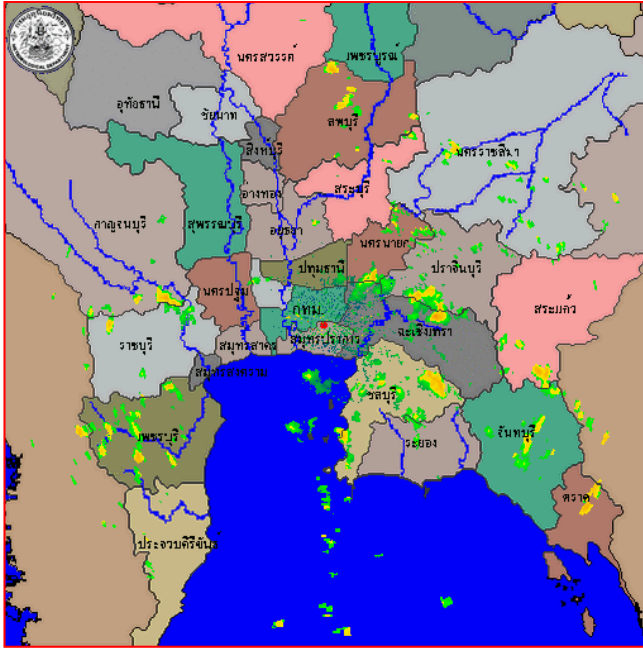 นครสวรรค์
เพชรบูรณ์
อุทัยธานี
ชัยนาท
ลพบุรี
สิงห์บุรี
นครราชสีมา
อ่างทอง
สระบุรี
กาญจนบุรี
สุพรรณบุรี
อยุธยา
นครนายก
ปราจีนบุรี
ปทุมธานี
นครปฐม
กทม.
สระแก้ว
ฉะเชิงเทรา
ราชบุรี
สมุทรสาคร
สมุทรปราการ
สมุทรสงคราม
ชลบุรี
เพชรบุรี
ระยอง
จันทบุรี
ตราด
ประจวบคีรีขันธ์